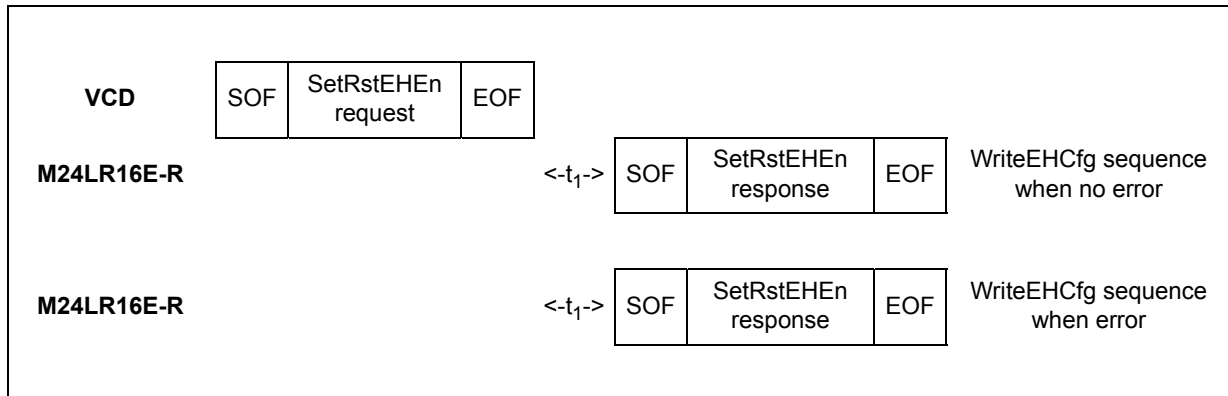 VCD SOF SetRstEHEn request EOF
M24LR16E-R <-t₁-> SOF SetRstEHEn response EOF WriteEHCfg sequence when no error
M24LR16E-R <-t₁-> SOF SetRstEHEn response EOF WriteEHCfg sequence when error